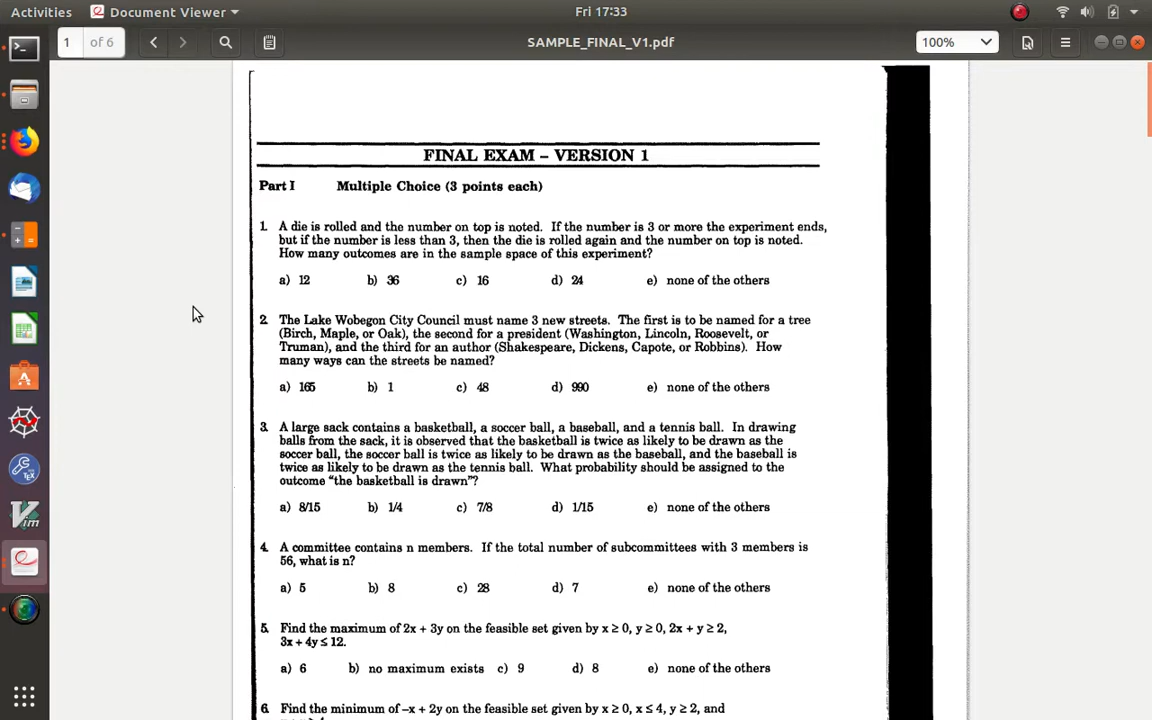 Activities Document Viewer Fri 17:33
1 of 6 SAMPLE_FINAL_V1.pdf 100%
FINAL EXAM – VERSION 1
Part I Multiple Choice (3 points each)
1. A die is rolled and the number on top is noted. If the number is 3 or more the experiment ends,
but if the number is less than 3, then the die is rolled again and the number on top is noted.
How many outcomes are in the sample space of this experiment?
a) 12 b) 36 c) 16 d) 24 e) none of the others
2. The Lake Wobegon City Council must name 3 new streets. The first is to be named for a tree
(Birch, Maple, or Oak), the second for a president (Washington, Lincoln, Roosevelt, or
Truman), and the third for an author (Shakespeare, Dickens, Capote, or Robbins). How
many ways can the streets be named?
a) 165 b) 1 c) 48 d) 990 e) none of the others
3. A large sack contains a basketball, a soccer ball, a baseball, and a tennis ball. In drawing
balls from the sack, it is observed that the basketball is twice as likely to be drawn as the
soccer ball, the soccer ball is twice as likely to be drawn as the baseball, and the baseball is
twice as likely to be drawn as the tennis ball. What probability should be assigned to the
outcome "the basketball is drawn"?
a) 8/15 b) 1/4 c) 7/8 d) 1/15 e) none of the others
4. A committee contains n members. If the total number of subcommittees with 3 members is
56, what is n?
a) 5 b) 8 c) 28 d) 7 e) none of the others
5. Find the maximum of 2x + 3y on the feasible set given by x ≥ 0, y ≥ 0, 2x + y ≥ 2,
3x + 4y ≤ 12.
a) 6 b) no maximum exists c) 9 d) 8 e) none of the others
6. Find the minimum of –x + 2y on the feasible set given by x ≥ 0, x ≤ 4, y ≥ 2, and